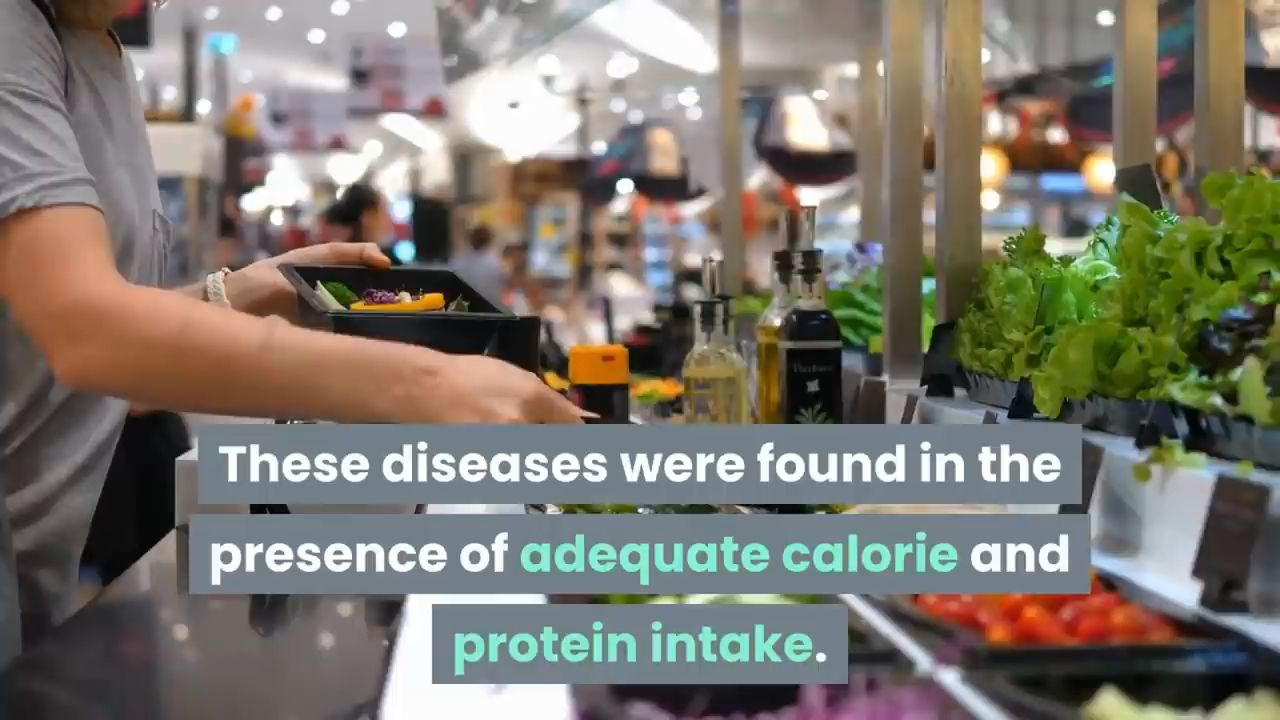 These diseases were found in the
presence of adequate calorie and
protein intake.